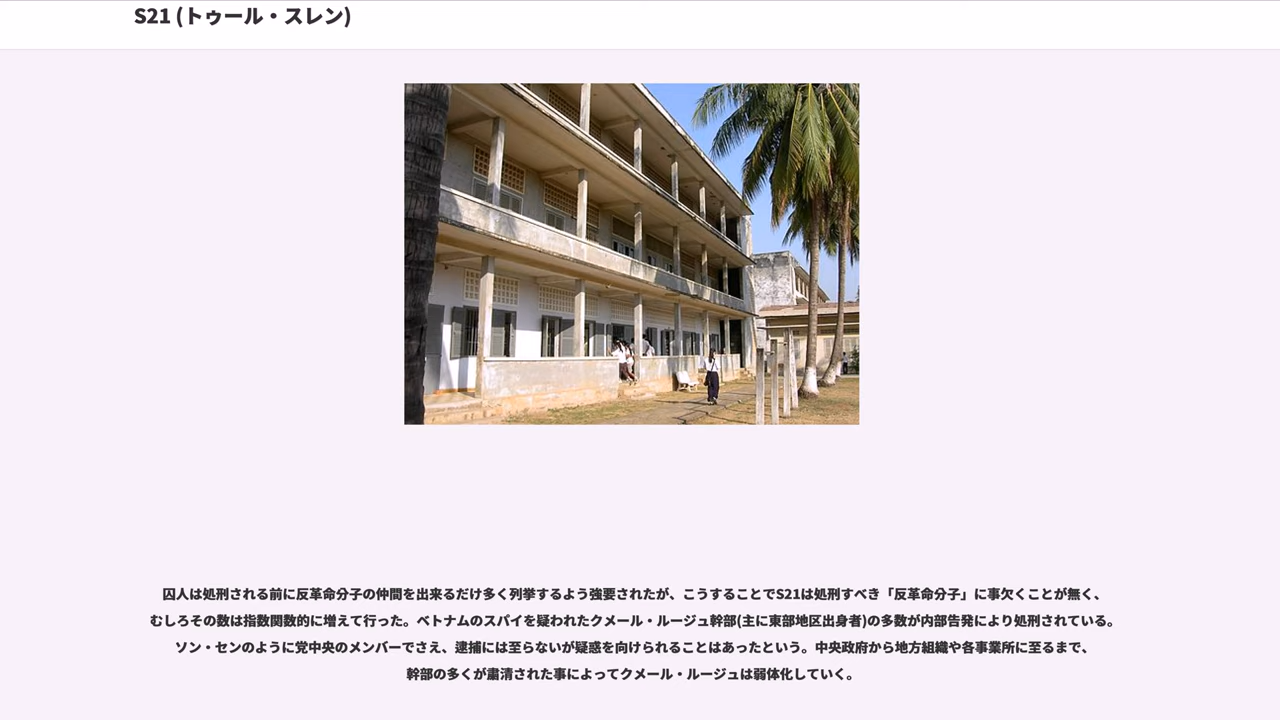 S21 (トゥール・スレン)
囚人は処刑される前に反革命分子の仲間を出来るだけ多く列挙するよう強要されたが、こうすることでS21は処刑すべき「反革命分子」に事欠くことが無く、
むしろその数は指数関数的に増えて行った。ベトナムのスパイを疑われたクメール・ルージュ幹部(主に東部地区出身者)の多数が内部告発により処刑されている。
ソン・センのように党中央のメンバーでさえ、逮捕には至らないが疑惑を向けられることはあったという。中央政府から地方組織や各事業所に至るまで、
幹部の多くが粛清された事によってクメール・ルージュは弱体化していく。